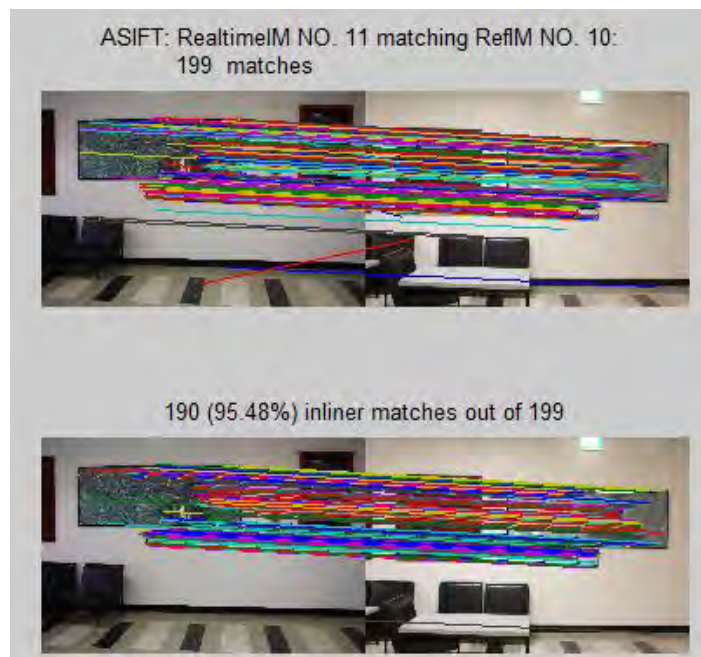 ASIFT: RealtimeIM NO. 11 matching RefIM NO. 10:
199 matches
190 (95.48%) inliner matches out of 199